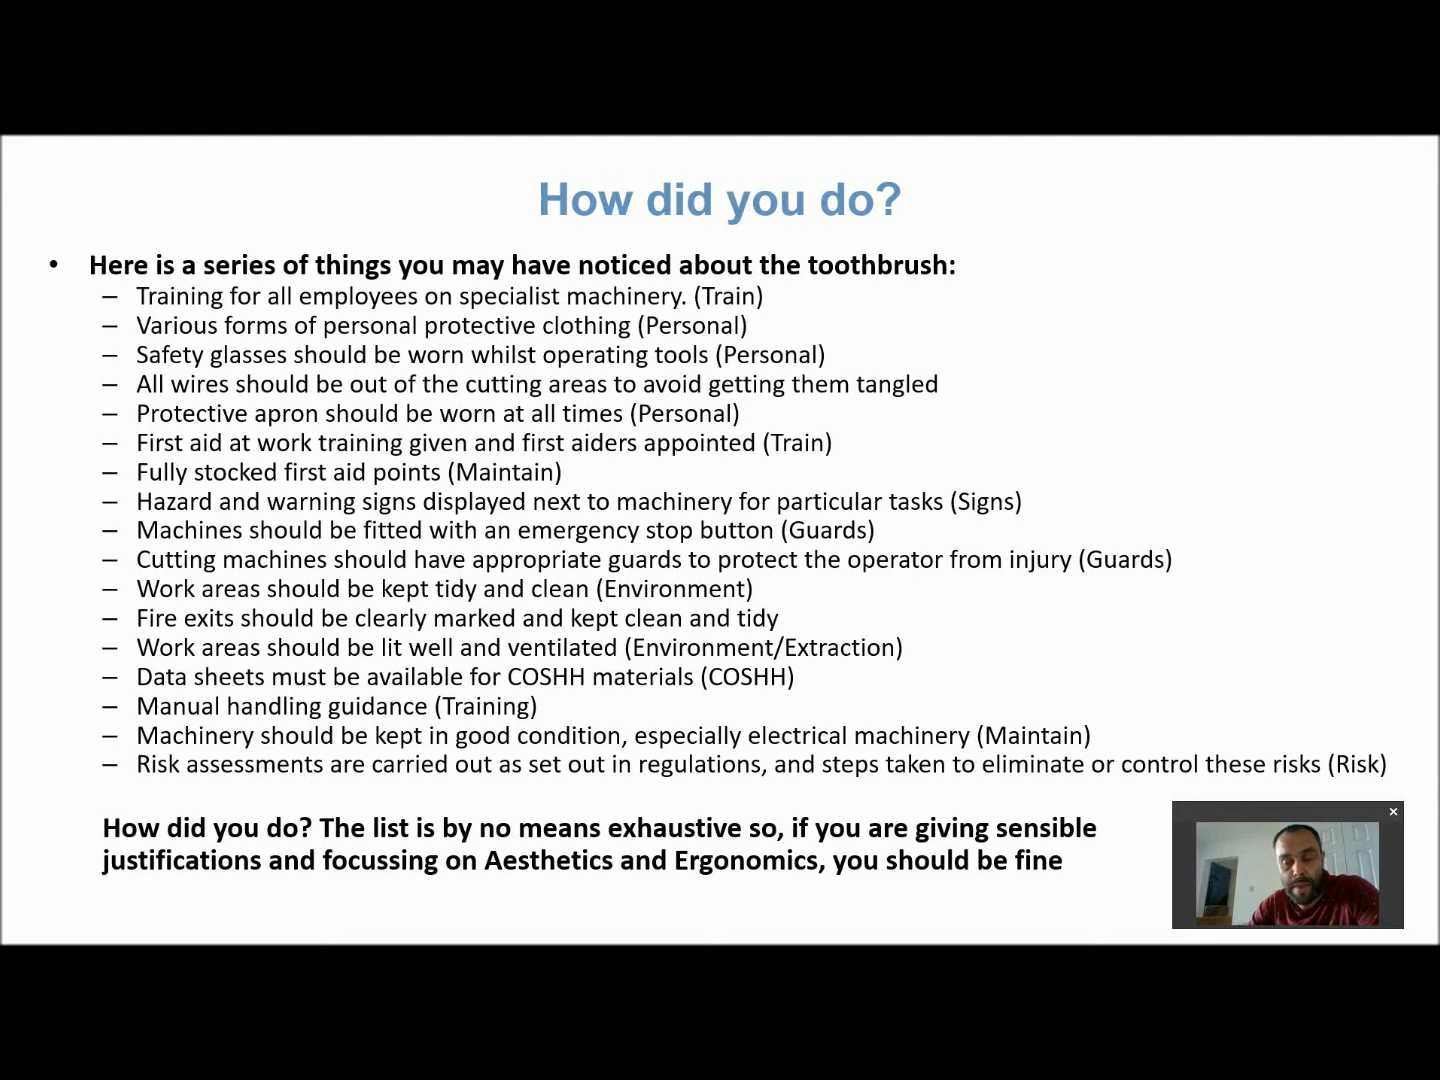 How did you do?
• Here is a series of things you may have noticed about the toothbrush:
– Training for all employees on specialist machinery. (Train)
– Various forms of personal protective clothing (Personal)
– Safety glasses should be worn whilst operating tools (Personal)
– All wires should be out of the cutting areas to avoid getting them tangled
– Protective apron should be worn at all times (Personal)
– First aid at work training given and first aiders appointed (Train)
– Fully stocked first aid points (Maintain)
– Hazard and warning signs displayed next to machinery for particular tasks (Signs)
– Machines should be fitted with an emergency stop button (Guards)
– Cutting machines should have appropriate guards to protect the operator from injury (Guards)
– Work areas should be kept tidy and clean (Environment)
– Fire exits should be clearly marked and kept clean and tidy
– Work areas should be lit well and ventilated (Environment/Extraction)
– Data sheets must be available for COSHH materials (COSHH)
– Manual handling guidance (Training)
– Machinery should be kept in good condition, especially electrical machinery (Maintain)
– Risk assessments are carried out as set out in regulations, and steps taken to eliminate or control these risks (Risk)
How did you do? The list is by no means exhaustive so, if you are giving sensible
justifications and focussing on Aesthetics and Ergonomics, you should be fine